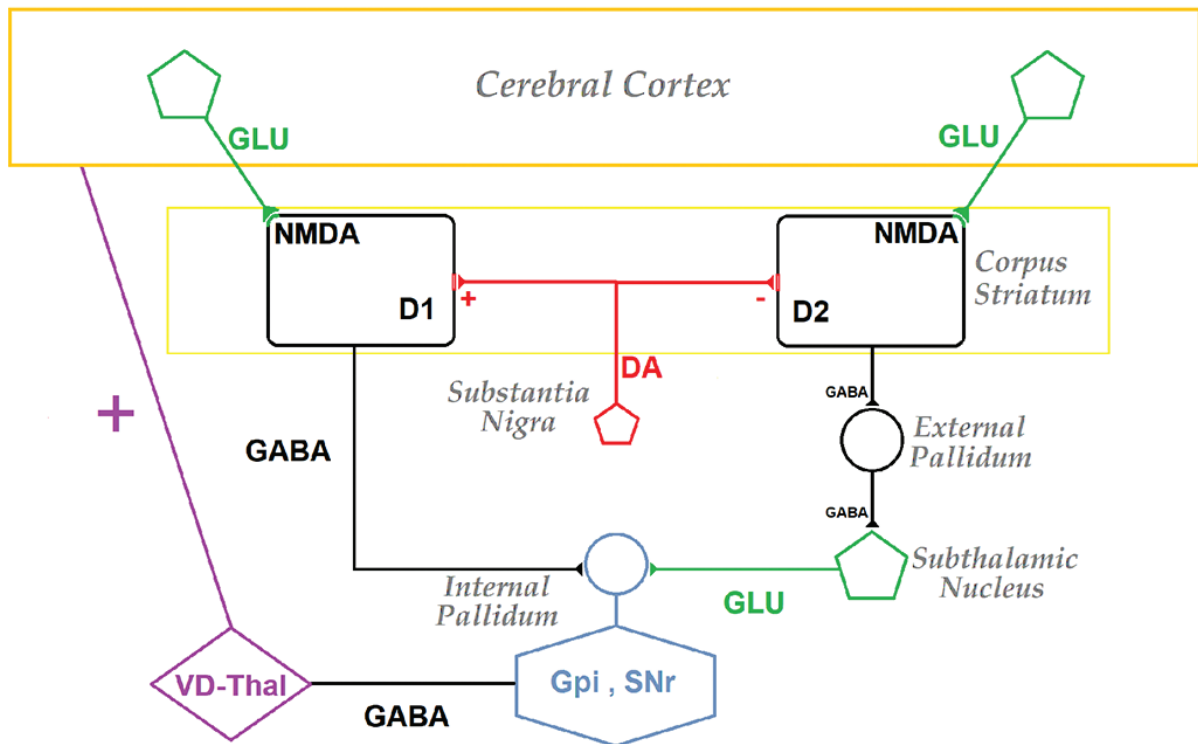 Cerebral Cortex
GLU
GLU
NMDA
NMDA
Corpus
Striatum
+
-
D1
D2
DA
Substantia
Nigra
+
GABA
GABA
External
Pallidum
GABA
Subthalamic
Nucleus
Internal
Pallidum
GLU
VD-Thal
GABA
Gpi , SNr